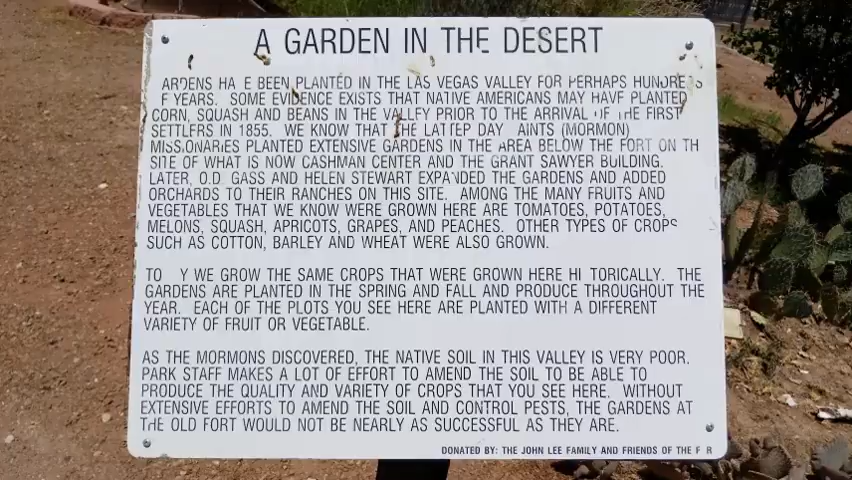 A GARDEN IN THE DESERT
ARDENS HA E BEEN PLANTED IN THE LAS VEGAS VALLEY FOR PERHAPS HUNDRE S
F YEARS. SOME EVIDENCE EXISTS THAT NATIVE AMERICANS MAY HAVE PLANTED
CORN, SQUASH AND BEANS IN THE VALLEY PRIOR TO THE ARRIVAL OF THE FIRST
SETTLERS IN 1855. WE KNOW THAT THE LATTER DAY AINTS (MORMON)
MISSIONARIES PLANTED EXTENSIVE GARDENS IN THE AREA BELOW THE FORT ON TH
SITE OF WHAT IS NOW CASHMAN CENTER AND THE GRANT SAWYER BUILDING.
LATER, O.D GASS AND HELEN STEWART EXPANDED THE GARDENS AND ADDED
ORCHARDS TO THEIR RANCHES ON THIS SITE. AMONG THE MANY FRUITS AND
VEGETABLES THAT WE KNOW WERE GROWN HERE ARE TOMATOES, POTATOES,
MELONS, SQUASH, APRICOTS, GRAPES, AND PEACHES. OTHER TYPES OF CROPS
SUCH AS COTTON, BARLEY AND WHEAT WERE ALSO GROWN.
TO Y WE GROW THE SAME CROPS THAT WERE GROWN HERE HI TORICALLY. THE
GARDENS ARE PLANTED IN THE SPRING AND FALL AND PRODUCE THROUGHOUT THE
YEAR. EACH OF THE PLOTS YOU SEE HERE ARE PLANTED WITH A DIFFERENT
VARIETY OF FRUIT OR VEGETABLE.
AS THE MORMONS DISCOVERED, THE NATIVE SOIL IN THIS VALLEY IS VERY POOR.
PARK STAFF MAKES A LOT OF EFFORT TO AMEND THE SOIL TO BE ABLE TO
PRODUCE THE QUALITY AND VARIETY OF CROPS THAT YOU SEE HERE. WITHOUT
EXTENSIVE EFFORTS TO AMEND THE SOIL AND CONTROL PESTS, THE GARDENS AT
THE OLD FORT WOULD NOT BE NEARLY AS SUCCESSFUL AS THEY ARE.
DONATED BY: THE JOHN LEE FAMILY AND FRIENDS OF THE F R